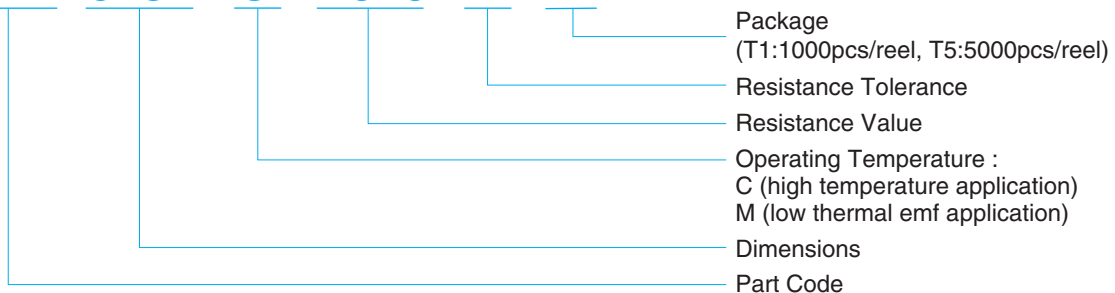 Package
(T1:1000pcs/reel, T5:5000pcs/reel)
Resistance Tolerance
Resistance Value
Operating Temperature :
C (high temperature application)
M (low thermal emf application)
Dimensions
Part Code